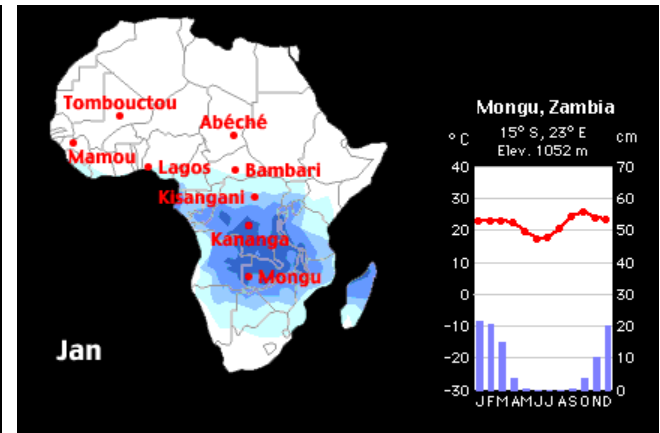 Tombouctou
Abéché
Mamou
Lagos
Bambari
Kisangani
Kananga
Mongu
Jan
Mongu, Zambia
15° S, 23° E
Elev. 1052 m
°C
cm
40 70
30 60
20 50
10 40
0 30
-10 20
-20 10
-30 0
J F M A M J J A S O N D